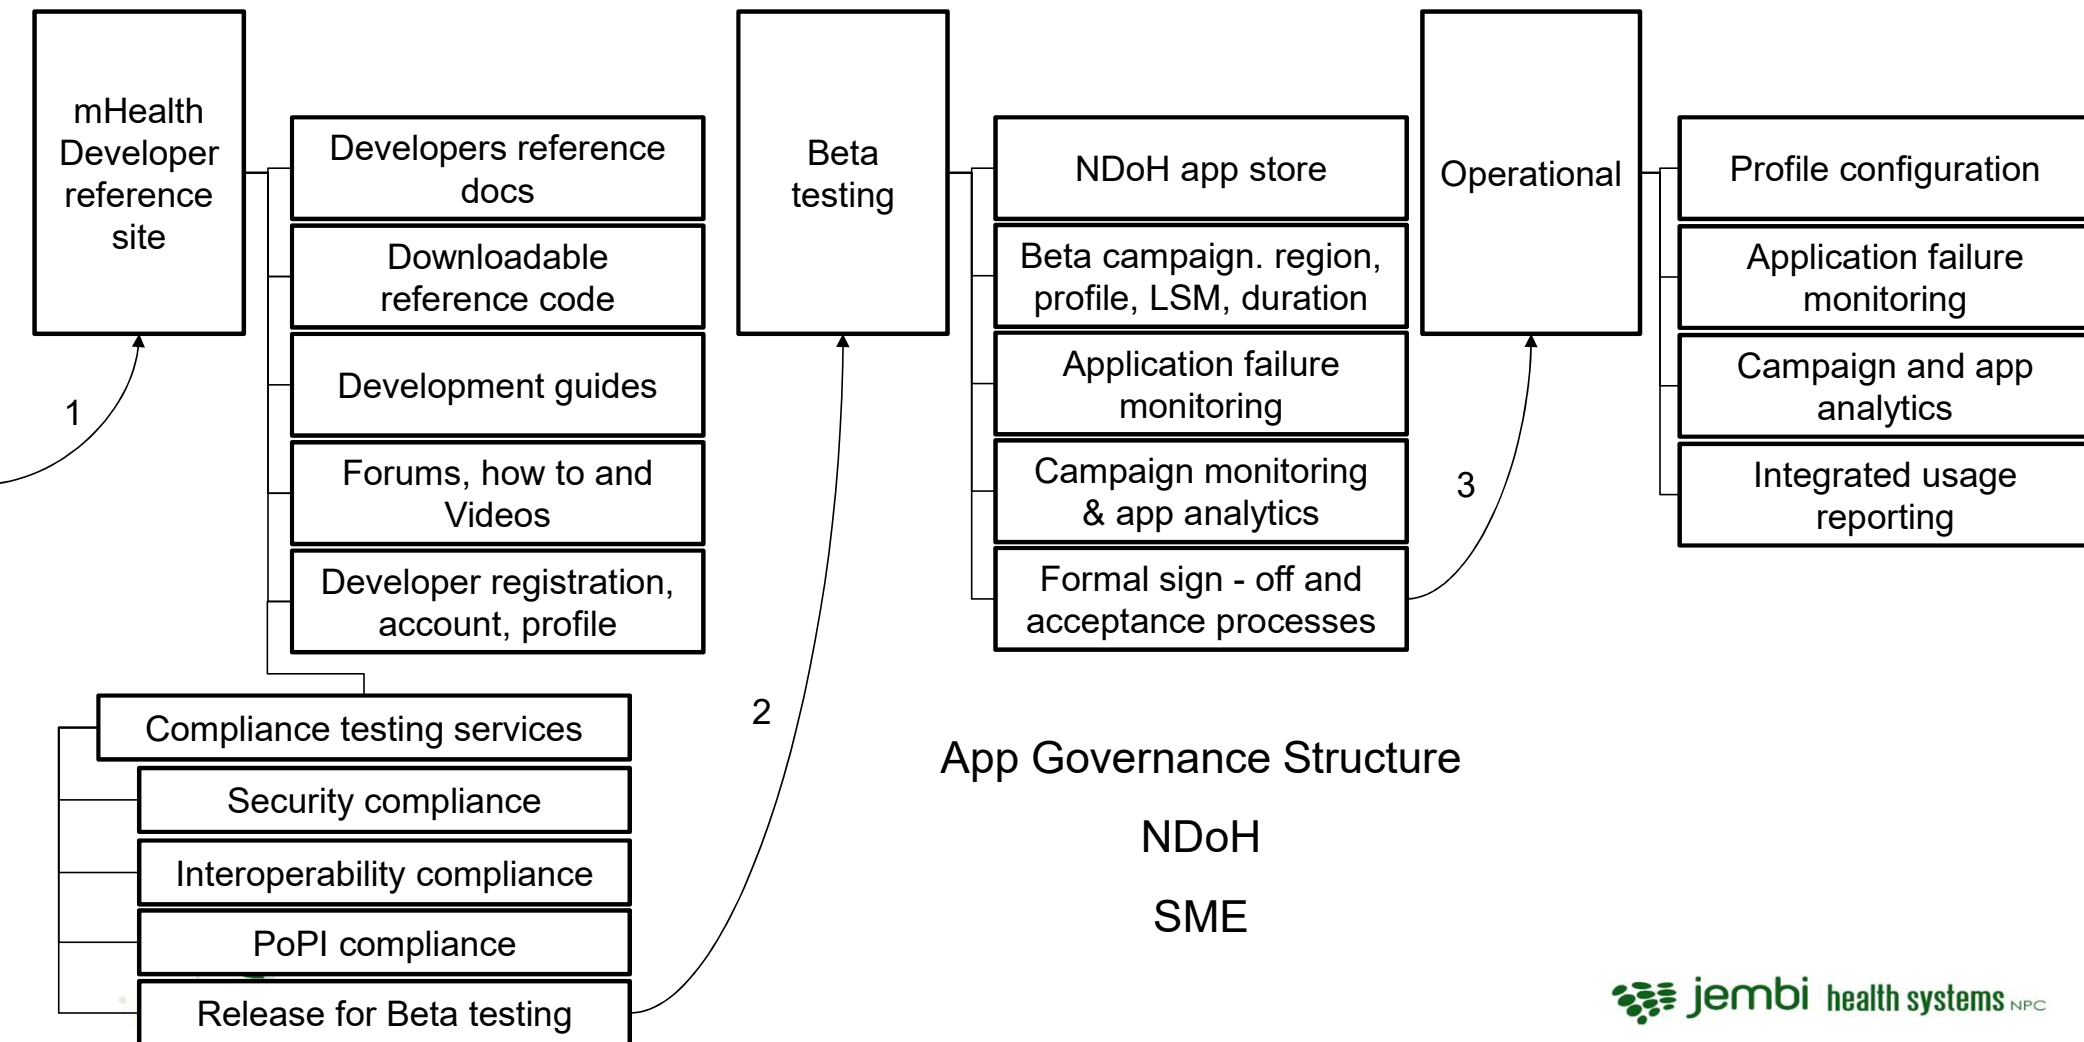 mHealth
Developer
reference
site
Developers reference
docs
Downloadable
reference code
Development guides
Forums, how to and
Videos
Developer registration,
account, profile
1
Compliance testing services
Security compliance
Interoperability compliance
PoPI compliance
Release for Beta testing
2
Beta
testing
NDoH app store
Beta campaign. region,
profile, LSM, duration
Application failure
monitoring
Campaign monitoring
& app analytics
Formal sign - off and
acceptance processes
3
Operational
Profile configuration
Application failure
monitoring
Campaign and app
analytics
Integrated usage
reporting
App Governance Structure
NDoH
SME
jembi health systems NPC